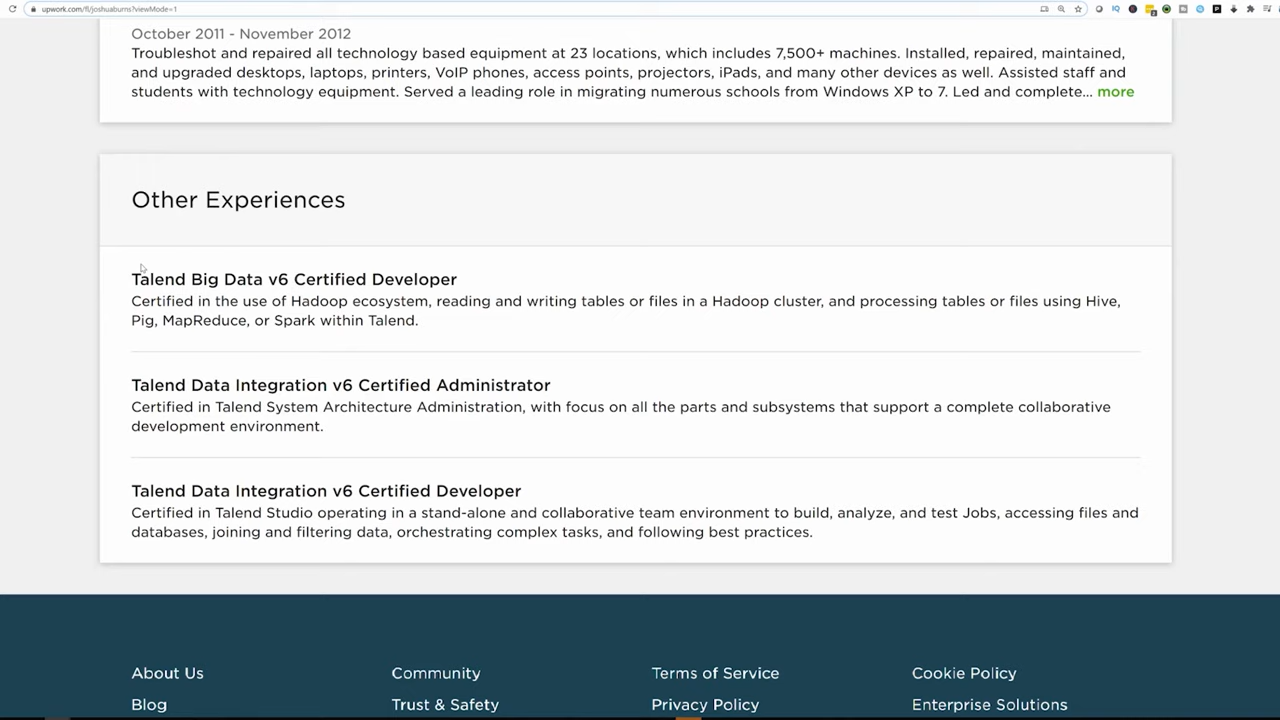 upwork.com/fl/joshuaburns?viewMode=1
October 2011 - November 2012
Troubleshot and repaired all technology based equipment at 23 locations, which includes 7,500+ machines. Installed, repaired, maintained,
and upgraded desktops, laptops, printers, VoIP phones, access points, projectors, iPads, and many other devices as well. Assisted staff and
students with technology equipment. Served a leading role in migrating numerous schools from Windows XP to 7. Led and complete... more
Other Experiences
Talend Big Data v6 Certified Developer
Certified in the use of Hadoop ecosystem, reading and writing tables or files in a Hadoop cluster, and processing tables or files using Hive,
Pig, MapReduce, or Spark within Talend.
Talend Data Integration v6 Certified Administrator
Certified in Talend System Architecture Administration, with focus on all the parts and subsystems that support a complete collaborative
development environment.
Talend Data Integration v6 Certified Developer
Certified in Talend Studio operating in a stand-alone and collaborative team environment to build, analyze, and test Jobs, accessing files and
databases, joining and filtering data, orchestrating complex tasks, and following best practices.
About Us Community Terms of Service Cookie Policy
Blog Trust & Safety Privacy Policy Enterprise Solutions